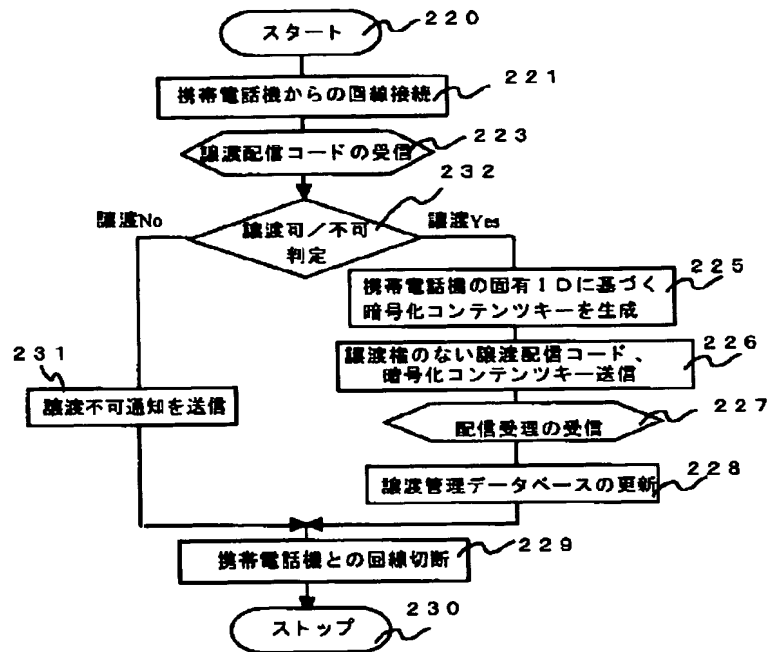 スタート
220
221
携帯電話機からの回線接続
223
譲渡配信コードの受信
232
譲渡No
譲渡可／不可
判定
譲渡Yes
225
携帯電話機の固有IDに基づく
暗号化コンテンツキーを生成
226
譲渡権のない譲渡配信コード、
暗号化コンテンツキー送信
231
譲渡不可通知を送信
227
配信受理の受信
228
譲渡管理データベースの更新
229
携帯電話機との回線切断
230
ストップ